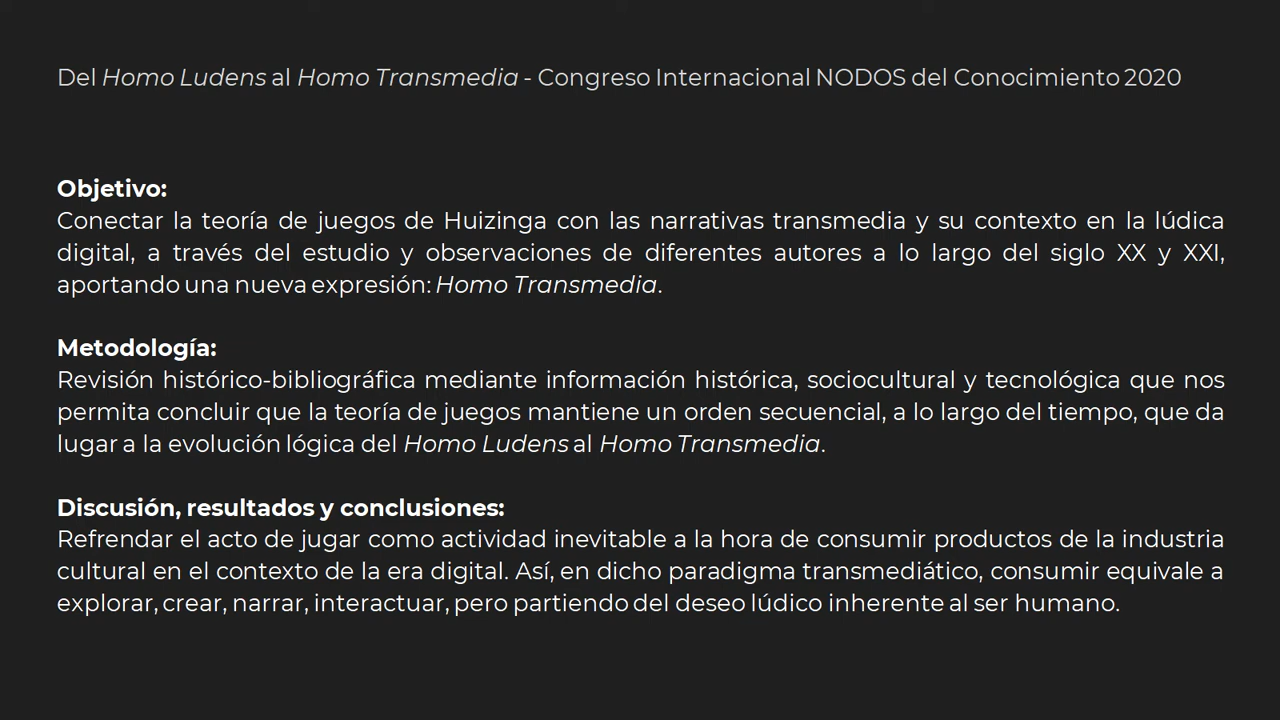 Del Homo Ludens al Homo Transmedia - Congreso Internacional NODOS del Conocimiento 2020
Objetivo:
Conectar la teoría de juegos de Huizinga con las narrativas transmedia y su contexto en la lúdica
digital, a través del estudio y observaciones de diferentes autores a lo largo del siglo XX y XXI,
aportando una nueva expresión: Homo Transmedia.
Metodología:
Revisión histórico-bibliográfica mediante información histórica, sociocultural y tecnológica que nos
permita concluir que la teoría de juegos mantiene un orden secuencial, a lo largo del tiempo, que da
lugar a la evolución lógica del Homo Ludens al Homo Transmedia.
Discusión, resultados y conclusiones:
Refrendar el acto de jugar como actividad inevitable a la hora de consumir productos de la industria
cultural en el contexto de la era digital. Así, en dicho paradigma transmediático, consumir equivale a
explorar, crear, narrar, interactuar, pero partiendo del deseo lúdico inherente al ser humano.